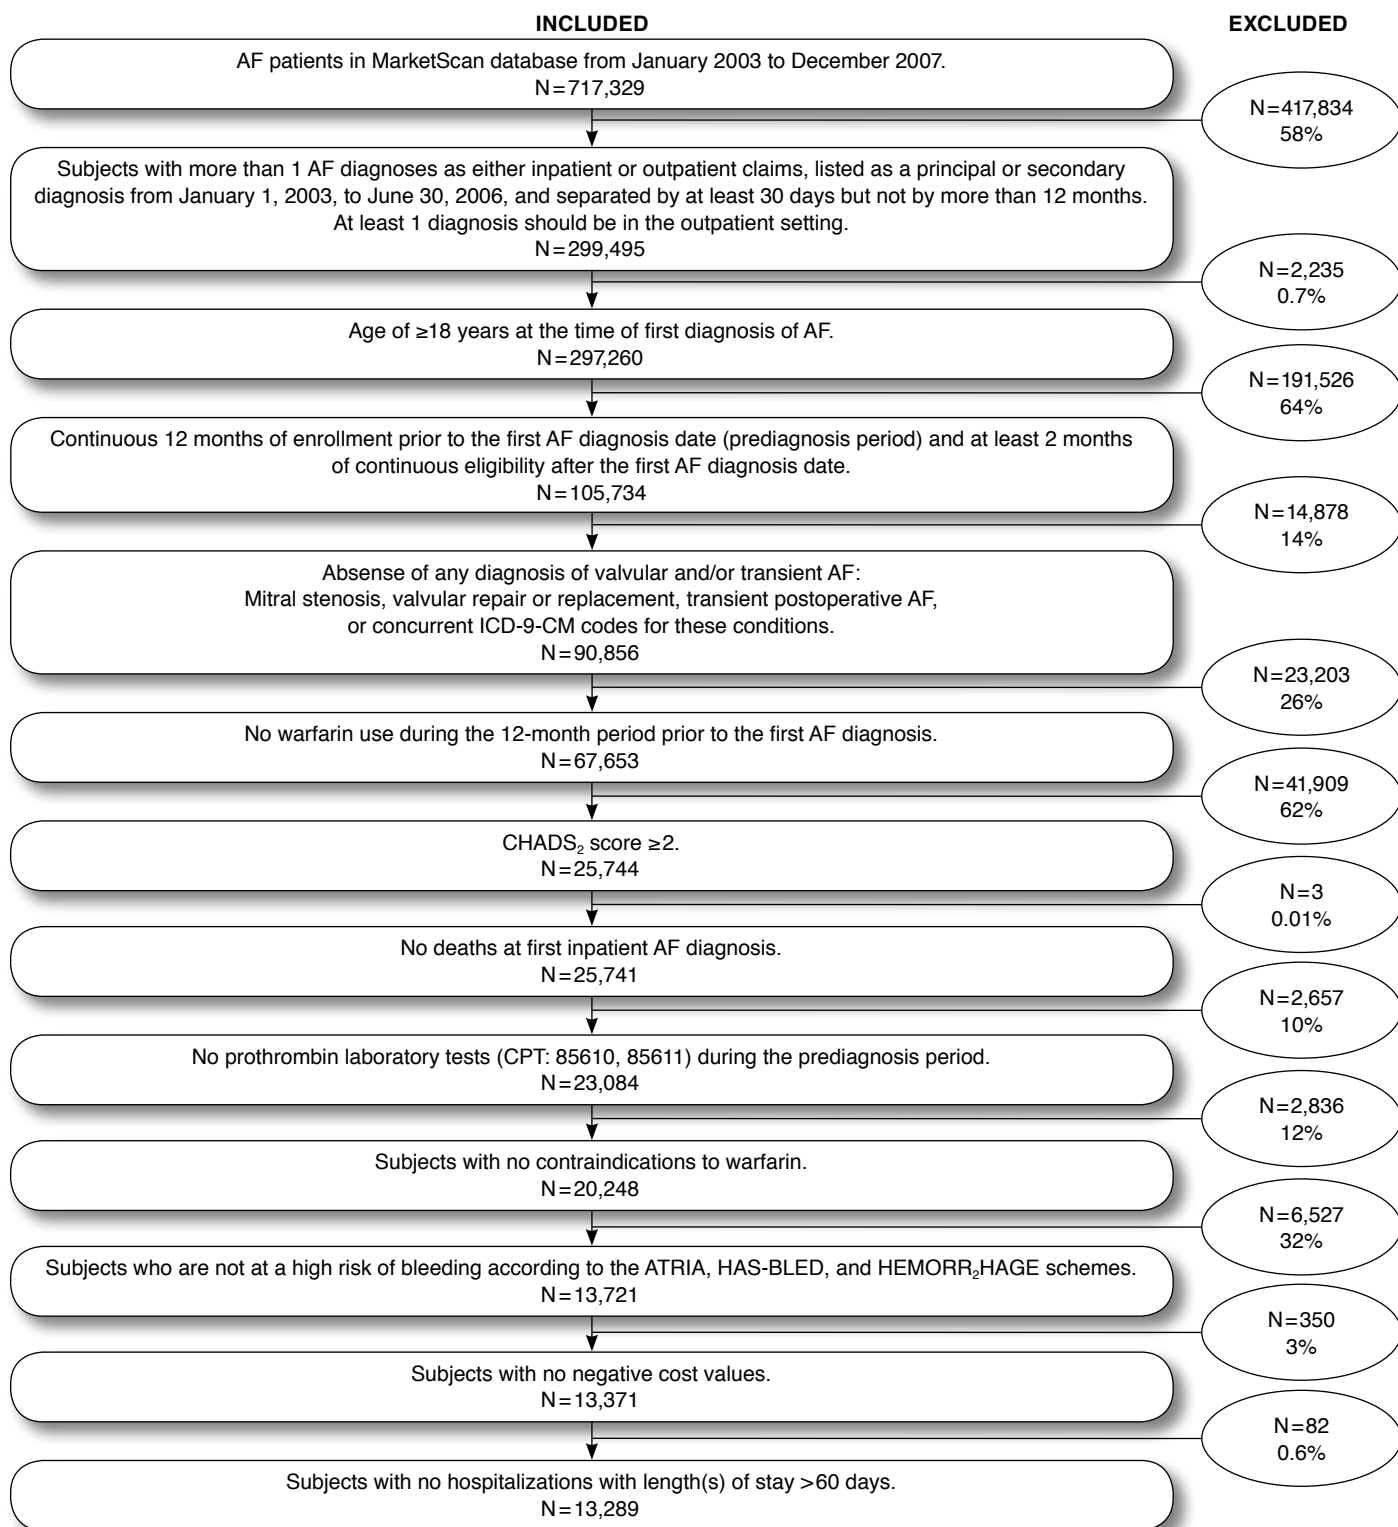 INCLUDED
EXCLUDED
AF patients in MarketScan database from January 2003 to December 2007.
N=717,329
N=417,834
58%
Subjects with more than 1 AF diagnoses as either inpatient or outpatient claims, listed as a principal or secondary
diagnosis from January 1, 2003, to June 30, 2006, and separated by at least 30 days but not by more than 12 months.
At least 1 diagnosis should be in the outpatient setting.
N=299,495
N=2,235
0.7%
Age of ≥18 years at the time of first diagnosis of AF.
N=297,260
N=191,526
64%
Continuous 12 months of enrollment prior to the first AF diagnosis date (prediagnosis period) and at least 2 months
of continuous eligibility after the first AF diagnosis date.
N=105,734
N=14,878
14%
Absense of any diagnosis of valvular and/or transient AF:
Mitral stenosis, valvular repair or replacement, transient postoperative AF,
or concurrent ICD-9-CM codes for these conditions.
N=90,856
N=23,203
26%
No warfarin use during the 12-month period prior to the first AF diagnosis.
N=67,653
N=41,909
62%
CHADS₂ score ≥2.
N=25,744
N=3
0.01%
No deaths at first inpatient AF diagnosis.
N=25,741
N=2,657
10%
No prothrombin laboratory tests (CPT: 85610, 85611) during the prediagnosis period.
N=23,084
N=2,836
12%
Subjects with no contraindications to warfarin.
N=20,248
N=6,527
32%
Subjects who are not at a high risk of bleeding according to the ATRIA, HAS-BLED, and HEMORR₂HAGE schemes.
N=13,721
N=350
3%
Subjects with no negative cost values.
N=13,371
N=82
0.6%
Subjects with no hospitalizations with length(s) of stay >60 days.
N=13,289